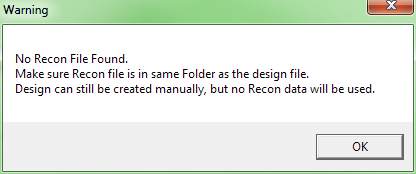 Warning
No Recon File Found.
Make sure Recon file is in same Folder as the design file.
Design can still be created manually, but no Recon data will be used.
OK